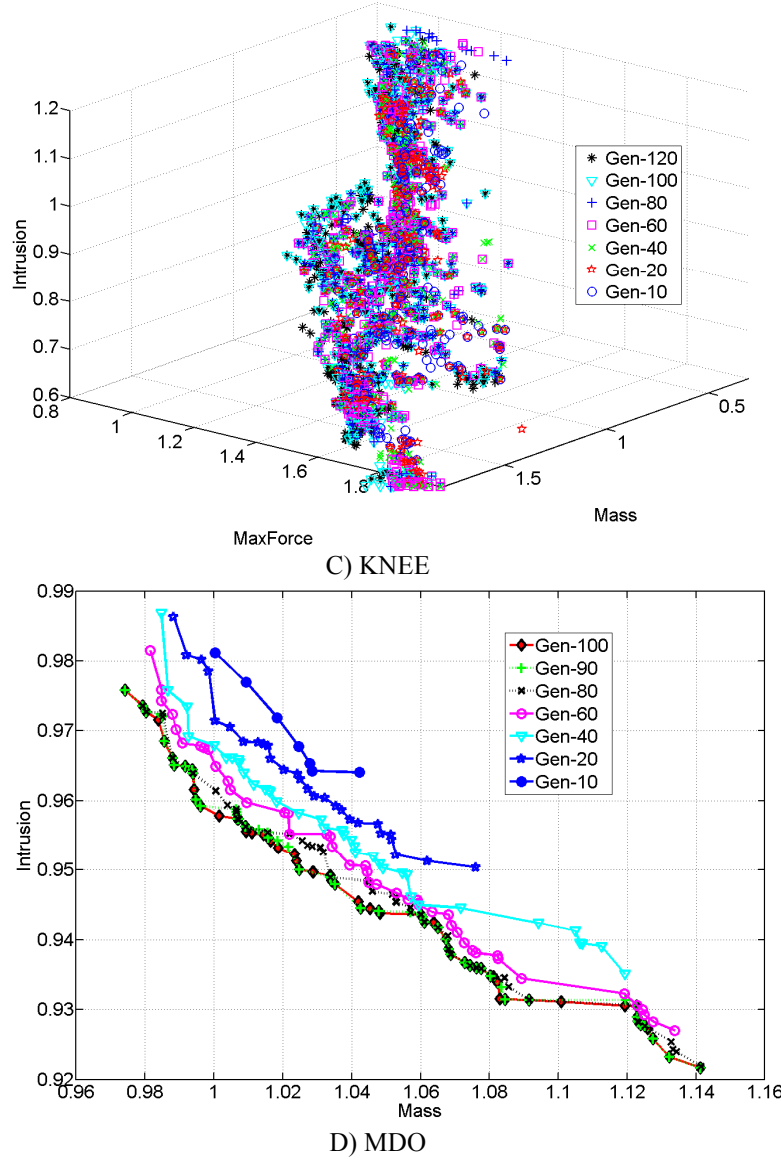 1.2
1.1
1
0.9
0.8
0.7
0.6
Intrusion
Gen-120
Gen-100
Gen-80
Gen-60
Gen-40
Gen-20
Gen-10
0.8
1
1.2
1.4
1.6
1.8
MaxForce
0.5
1
1.5
Mass
C) KNEE
0.99
0.98
0.97
0.96
0.95
0.94
0.93
0.92
Intrusion
Gen-100
Gen-90
Gen-80
Gen-60
Gen-40
Gen-20
Gen-10
0.96 0.98 1 1.02 1.04 1.06 1.08 1.1 1.12 1.14 1.16
Mass
D) MDO